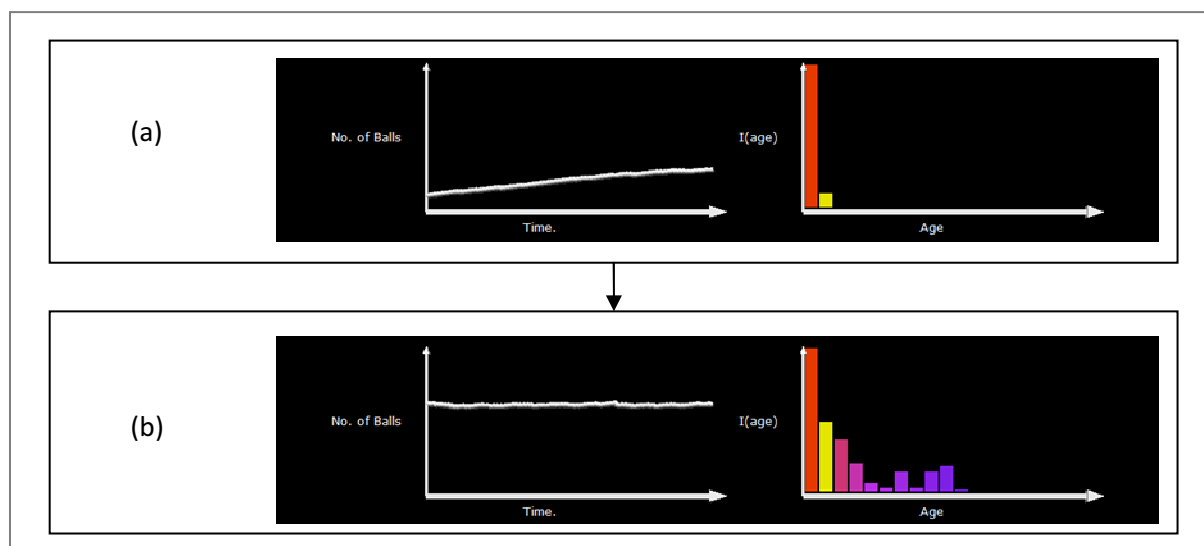 (a)
No. of Balls
Time.
I(age)
Age
(b)
No. of Balls
Time.
I(age)
Age